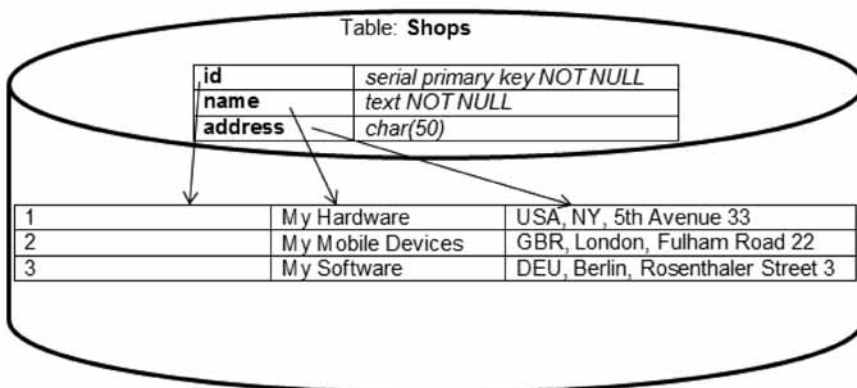 Table: Shops
id serial primary key NOT NULL
name text NOT NULL
address char(50)
1 My Hardware USA, NY, 5th Avenue 33
2 My Mobile Devices GBR, London, Fulham Road 22
3 My Software DEU, Berlin, Rosenthaler Street 3